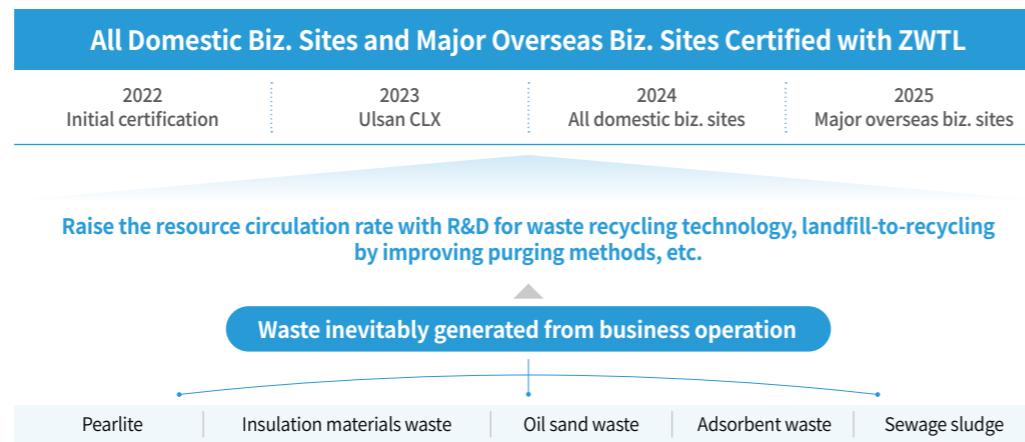 All Domestic Biz. Sites and Major Overseas Biz. Sites Certified with ZWTL
2022
Initial certification
2023
Ulsan CLX
2024
All domestic biz. sites
2025
Major overseas biz. sites
Raise the resource circulation rate with R&D for waste recycling technology, landfill-to-recycling
by improving purging methods, etc.
Waste inevitably generated from business operation
Pearlite
Insulation materials waste
Oil sand waste
Adsorbent waste
Sewage sludge